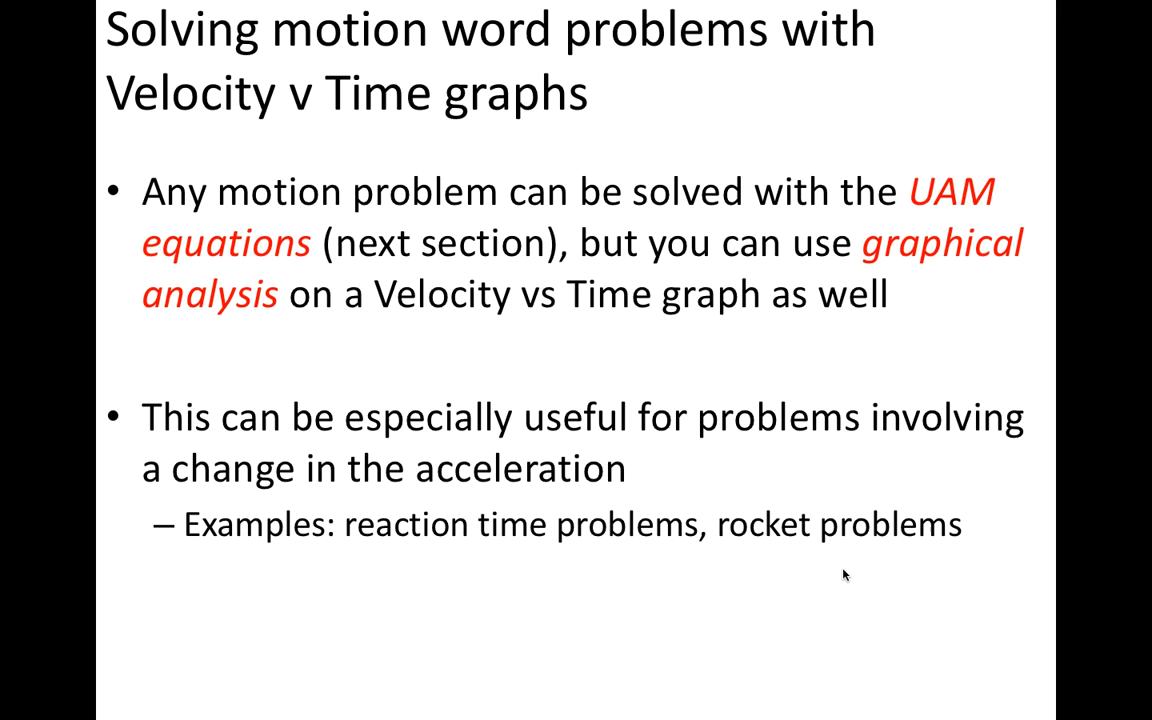 Solving motion word problems with
Velocity v Time graphs
• Any motion problem can be solved with the UAM
equations (next section), but you can use graphical
analysis on a Velocity vs Time graph as well
• This can be especially useful for problems involving
a change in the acceleration
– Examples: reaction time problems, rocket problems